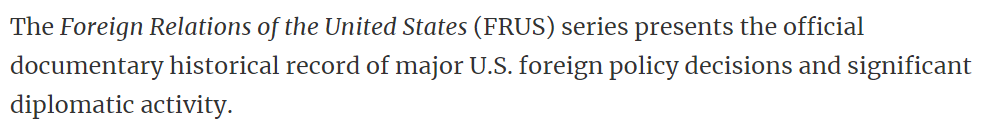 The Foreign Relations of the United States (FRUS) series presents the official
documentary historical record of major U.S. foreign policy decisions and significant
diplomatic activity.